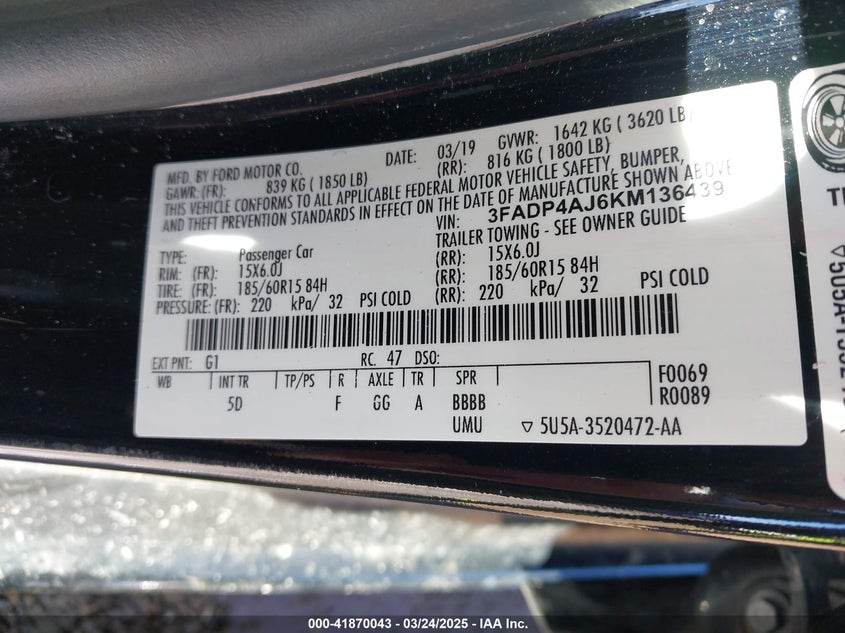 MFD. BY FORD MOTOR CO.
DATE: 03/19
GVWR: 1642 KG ( 3620 LB)
GAWR: (FR): 839 KG ( 1850 LB)
(RR): 816 KG ( 1800 LB)
THIS VEHICLE CONFORMS TO ALL APPLICABLE FEDERAL MOTOR VEHICLE SAFETY, BUMPER,
AND THEFT PREVENTION STANDARDS IN EFFECT ON THE DATE OF MANUFACTURE SHOWN ABOVE
VIN: 3FADP4AJ6KM136439
TYPE: Passenger Car
TRAILER TOWING - SEE OWNER GUIDE
RIM: (FR): 15X6.0J
(RR): 15X6.0J
TIRE: (FR): 185/60R15 84H
(RR): 185/60R15 84H
PRESSURE: (FR): 220 kPa/ 32 PSI COLD
(RR): 220 kPa/ 32 PSI COLD
EXT PNT: G1 RC: 47 DSO:
WB INT TR TP/PS R AXLE TR SPR F0069
5D F GG A BBBB R0089
UMU ▽ 5U5A-3520472-AA
000-41870043 - 03/24/2025 - IAA Inc.